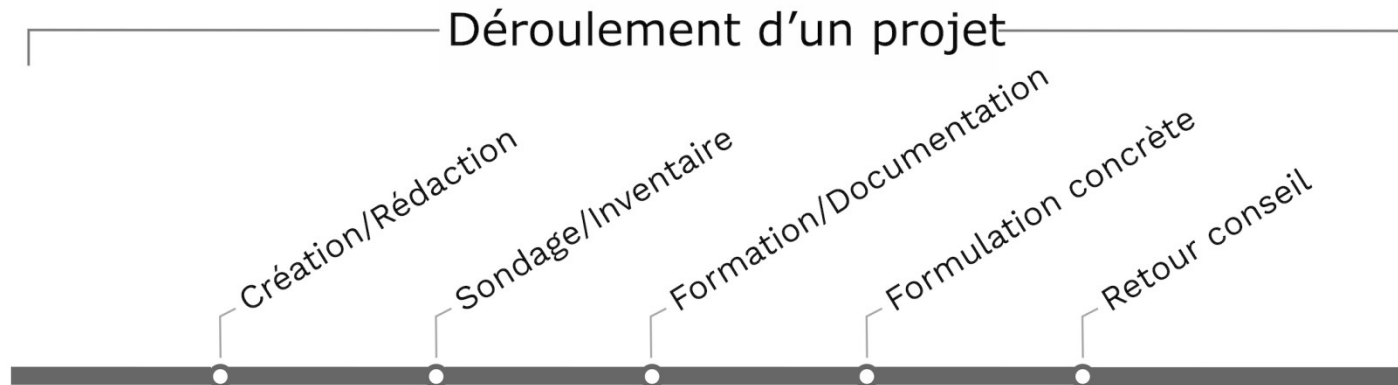 Déroulement d’un projet
Création/Rédaction
Sondage/Inventaire
Formation/Documentation
Formulation concrète
Retour conseil